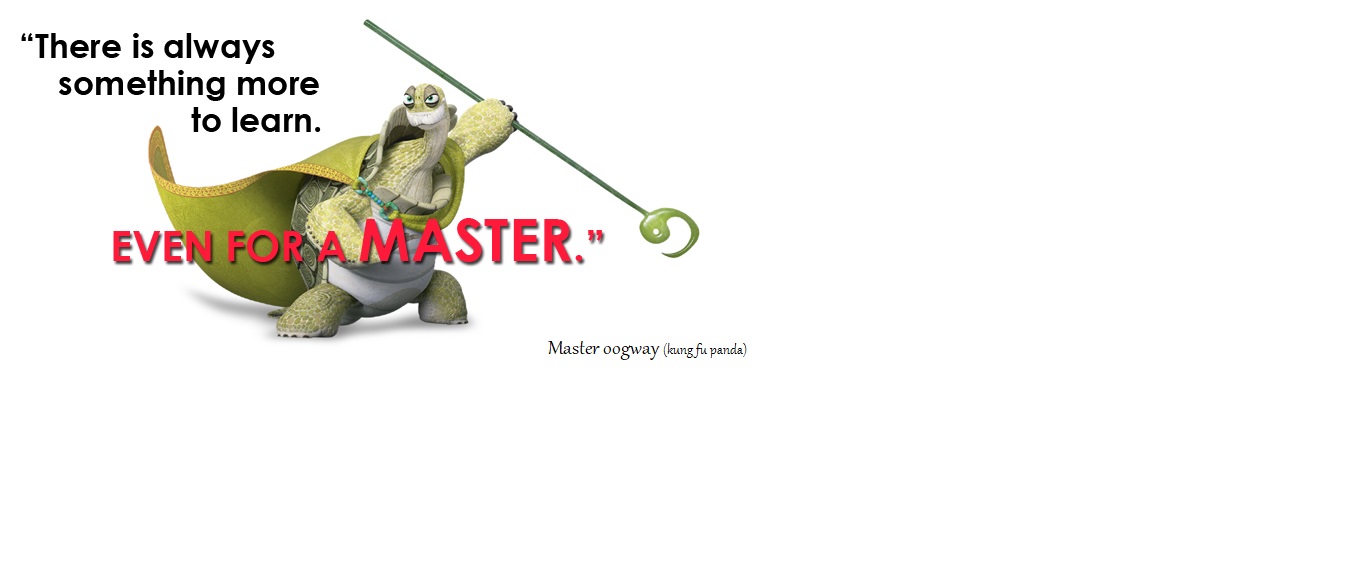 “There is always
something more
to learn.
EVEN FOR A MASTER.”
Master oogway (kung fu panda)